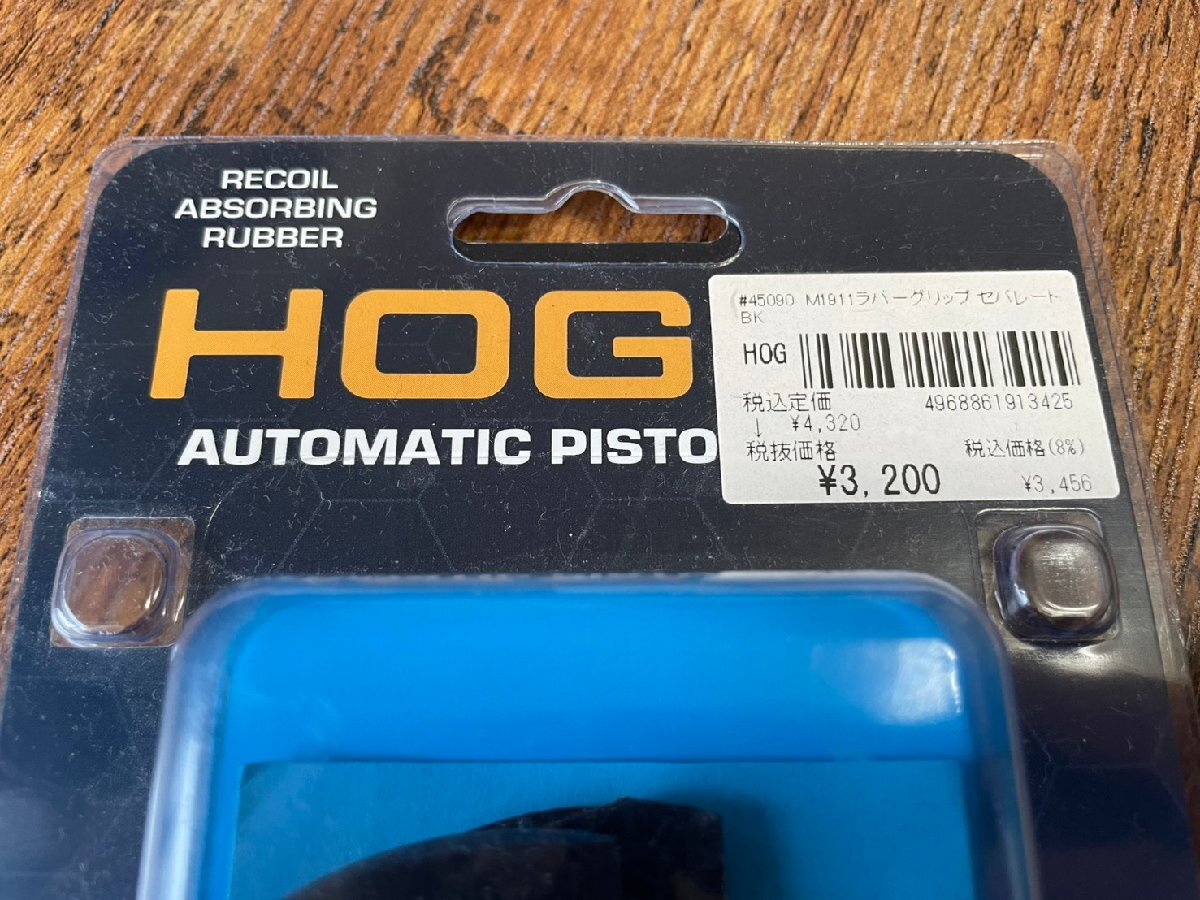 RECOIL
ABSORBING
RUBBER
HOG
AUTOMATIC PISTO
#45090 M1911ラバーグリップ セパレート
BK
HOG
4968861913425
税込定価
↓ ¥4,320
税抜価格 税込価格(8%)
¥3,200 ¥3,456